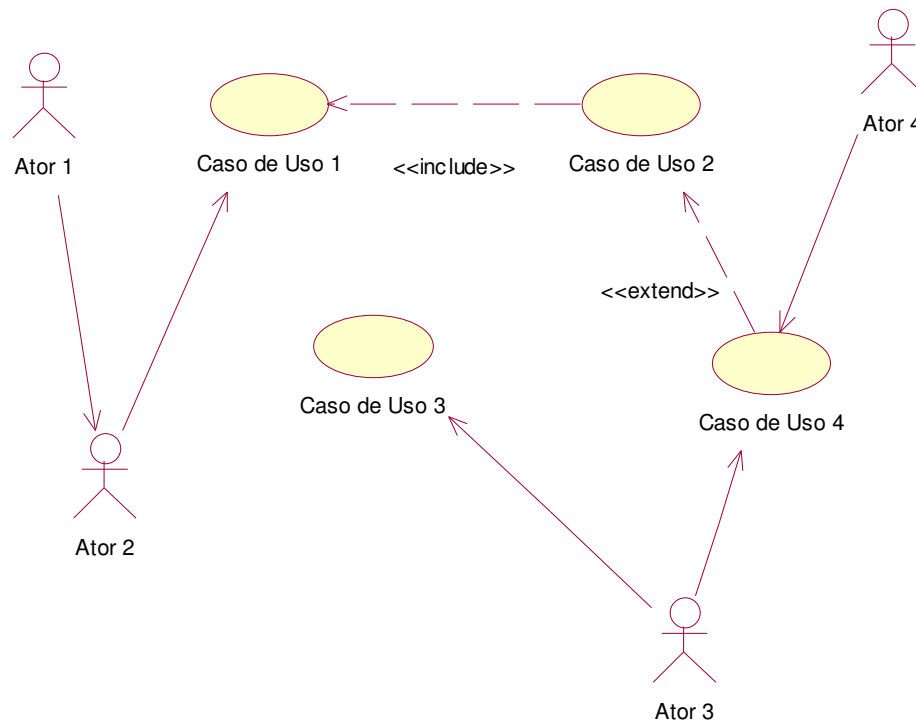 Ator 1
Ator 4
Caso de Uso 1
<<include>>
Caso de Uso 2
<<extend>>
Caso de Uso 3
Caso de Uso 4
Ator 2
Ator 3